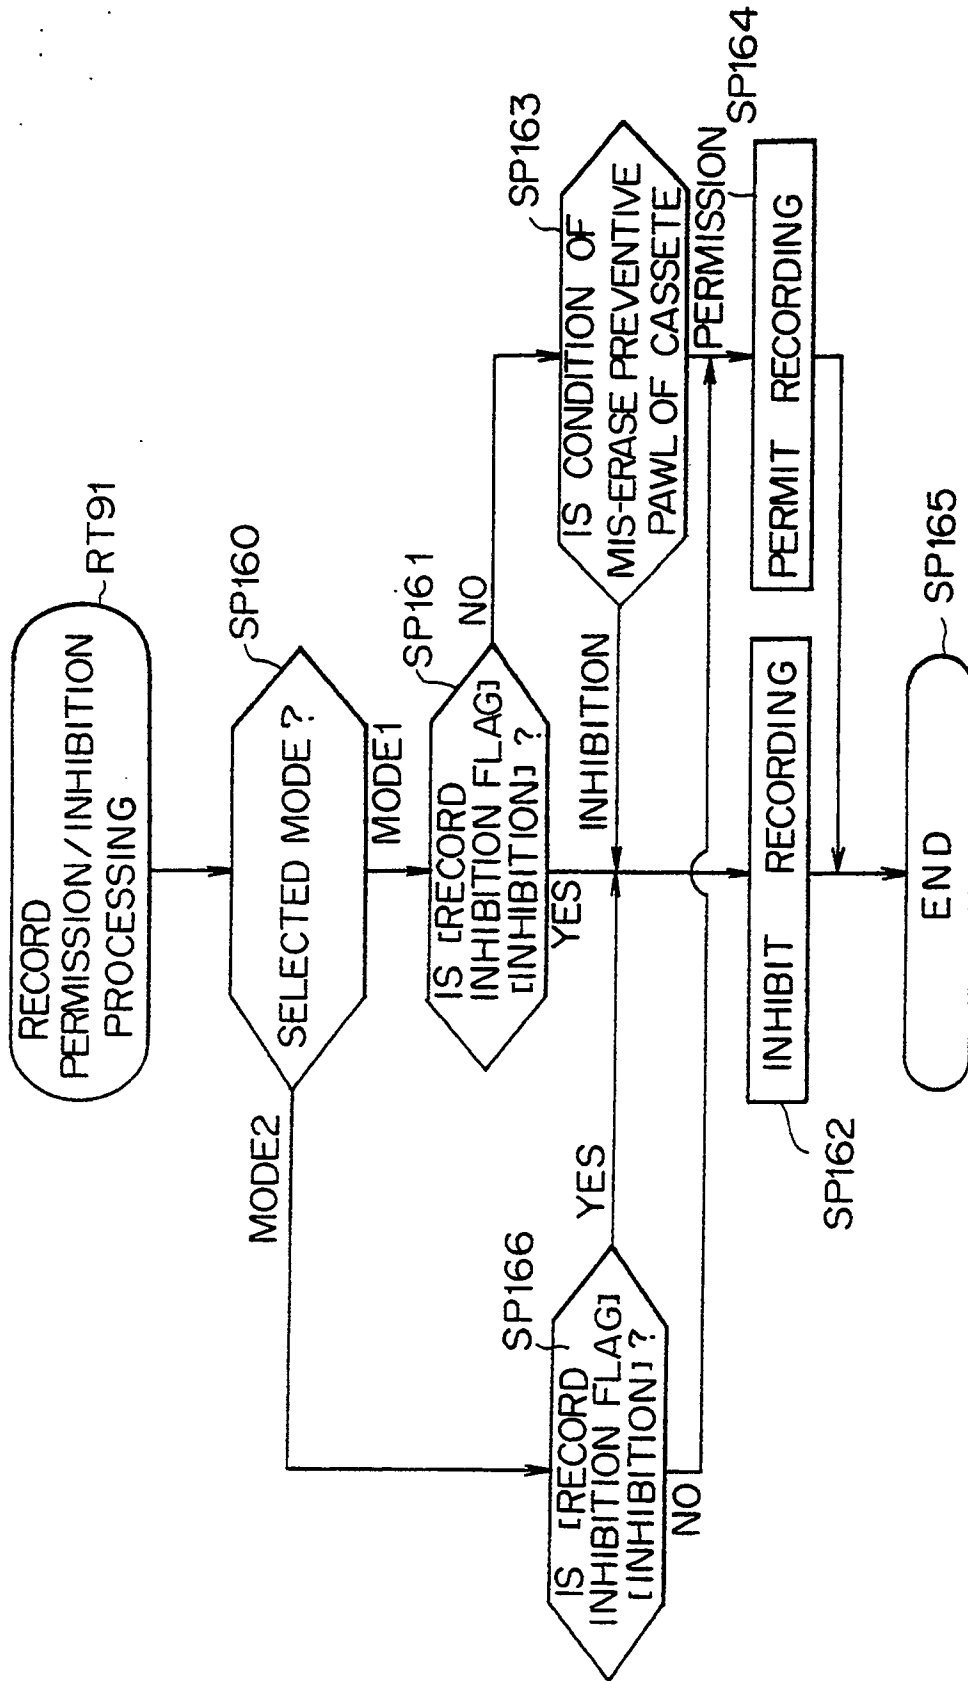 RECORD
PERMISSION/INHIBITION
PROCESSING
RT91
SELECTED MODE?
SP160
MODE2
MODE1
IS [RECORD
INHIBITION FLAG]
[INHIBITION] ?
SP161
NO
YES
IS CONDITION OF
MIS-ERASE PREVENTIVE
PAWL OF CASSETE
SP163
INHIBITION
PERMISSION
IS [RECORD
INHIBITION FLAG]
[INHIBITION] ?
SP166
YES
NO
INHIBIT RECORDING
SP162
PERMIT RECORDING
SP164
END
SP165